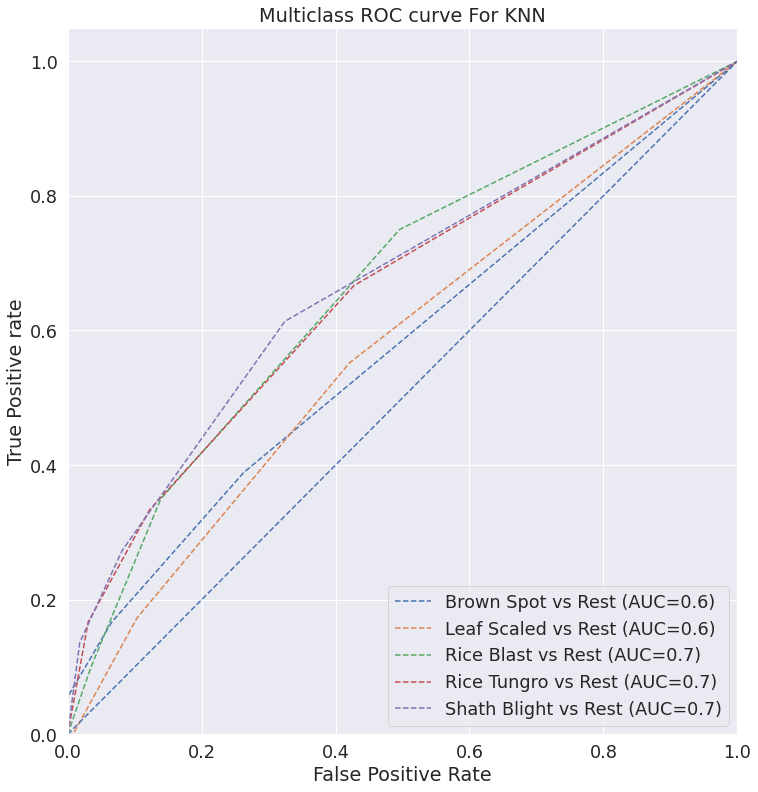 Multiclass ROC curve For KNN
True Positive rate
1.0
0.8
0.6
0.4
0.2
0.0
Brown Spot vs Rest (AUC=0.6)
Leaf Scaled vs Rest (AUC=0.6)
Rice Blast vs Rest (AUC=0.7)
Rice Tungro vs Rest (AUC=0.7)
Shath Blight vs Rest (AUC=0.7)
0.0 0.2 0.4 0.6 0.8 1.0
False Positive Rate